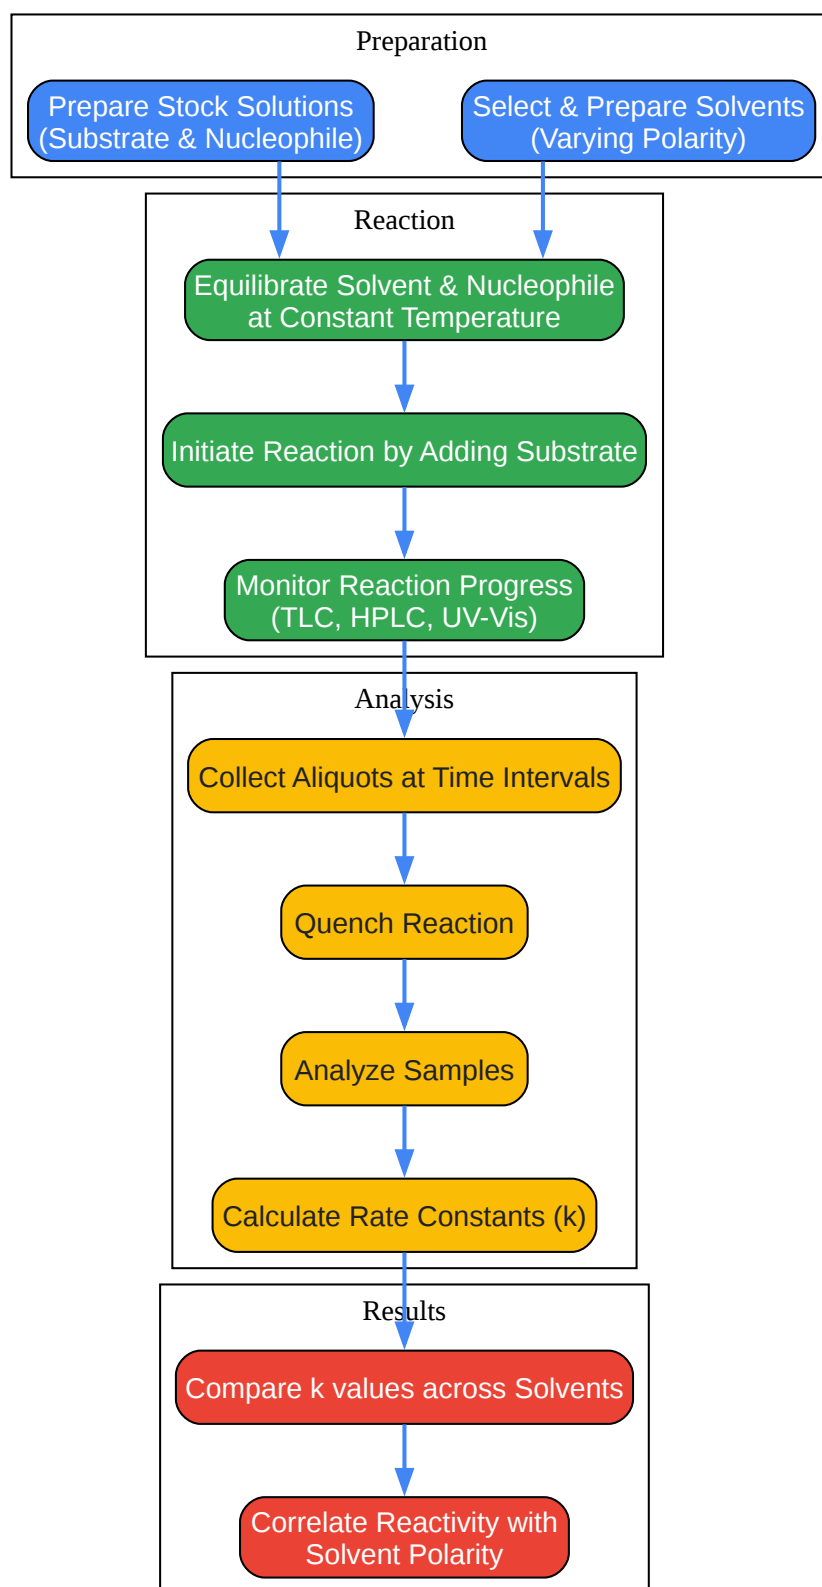 Preparation
Prepare Stock Solutions
(Substrate & Nucleophile)
Select & Prepare Solvents
(Varying Polarity)
Reaction
Equilibrate Solvent & Nucleophile
at Constant Temperature
Initiate Reaction by Adding Substrate
Monitor Reaction Progress
(TLC, HPLC, UV-Vis)
Analysis
Collect Aliquots at Time Intervals
Quench Reaction
Analyze Samples
Calculate Rate Constants (k)
Results
Compare k values across Solvents
Correlate Reactivity with
Solvent Polarity